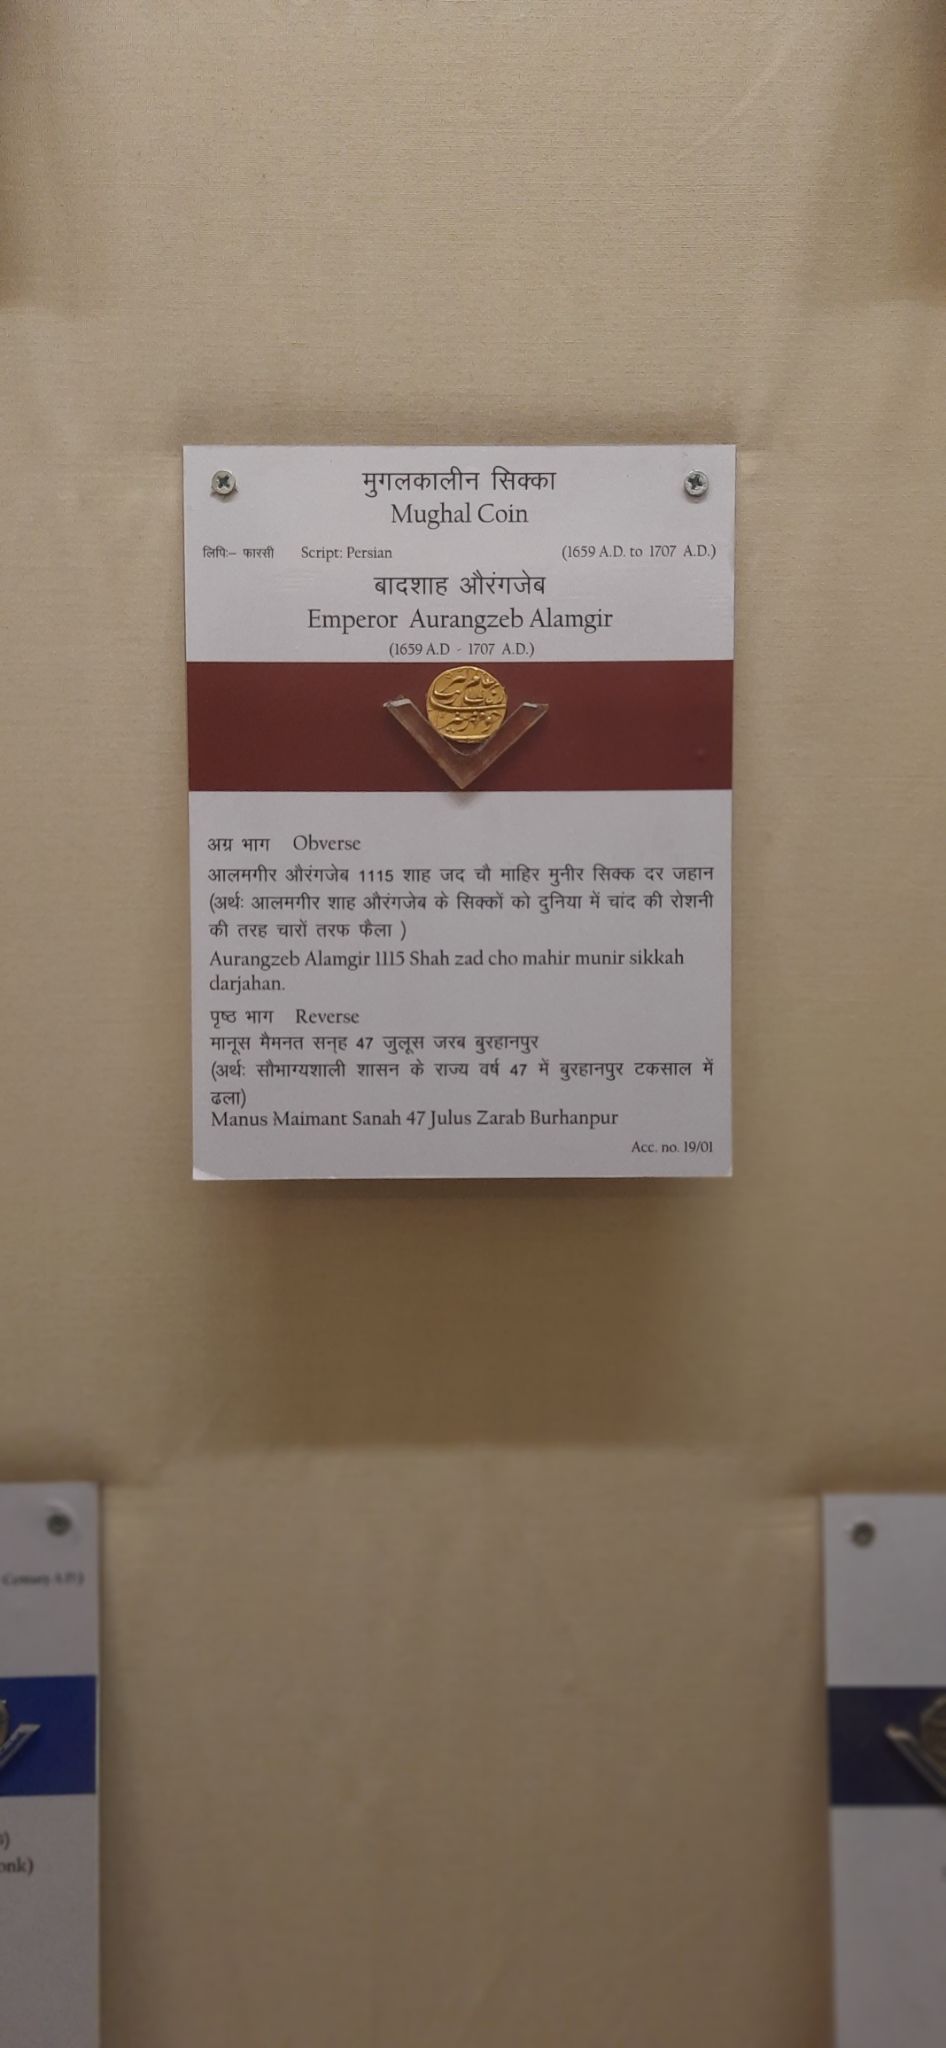 मुगलकालीन सिक्का
Mughal Coin
लिपिः– फारसी Script: Persian (1659 A.D. to 1707 A.D.)
बादशाह औरंगजेब
Emperor Aurangzeb Alamgir
(1659 A.D - 1707 A.D.)
अग्र भाग Obverse
आलमगीर औरंगजेब 1115 शाह जद चौ माहिर मुनीर सिक्क दर जहान
(अर्थः आलमगीर शाह औरंगजेब के सिक्कों को दुनिया में चांद की रोशनी
की तरह चारों तरफ फैला )
Aurangzeb Alamgir 1115 Shah zad cho mahir munir sikkah
darjahan.
पृष्ठ भाग Reverse
मानूस मैमनत सन्ह 47 जुलूस जरब बुरहानपुर
(अर्थः सौभाग्यशाली शासन के राज्य वर्ष 47 में बुरहानपुर टकसाल में
ढला)
Manus Maimant Sanah 47 Julus Zarab Burhanpur
Acc. no. 19/01
Century A.D.)